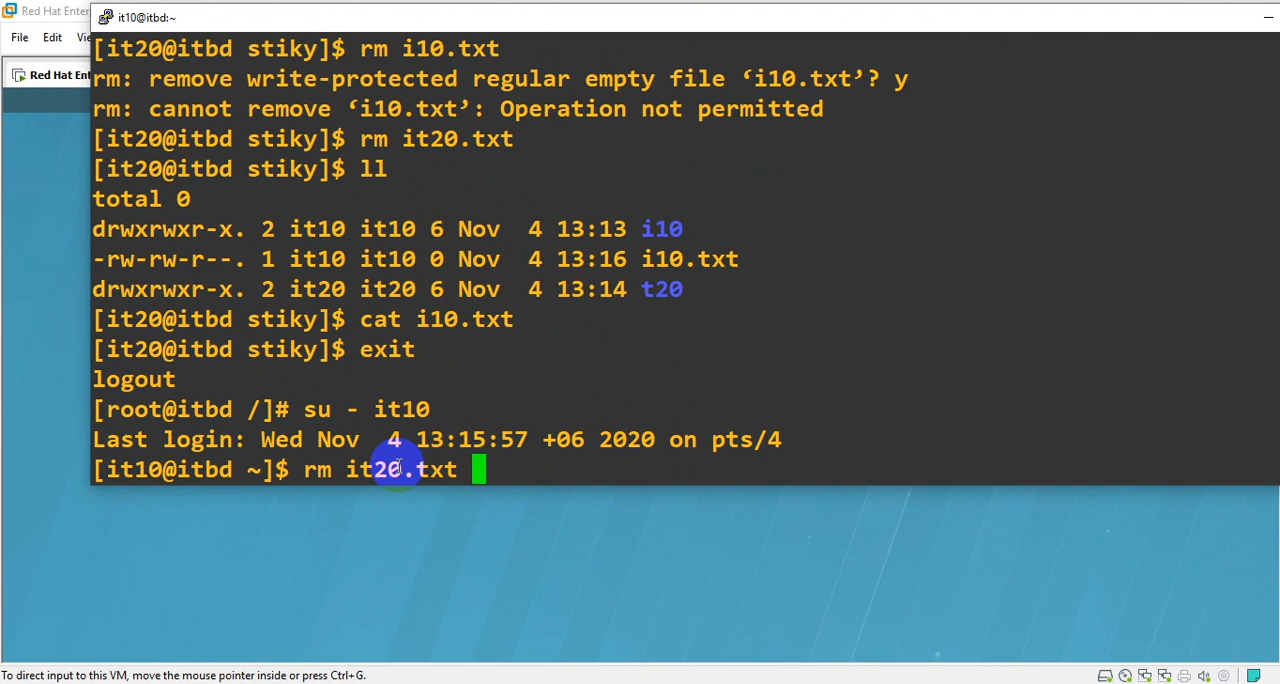 Red Hat Enter
it10@itbd:~
File Edit Vie
Red Hat Ent
[it20@itbd stiky]$ rm i10.txt
rm: remove write-protected regular empty file ‘i10.txt’? y
rm: cannot remove ‘i10.txt’: Operation not permitted
[it20@itbd stiky]$ rm it20.txt
[it20@itbd stiky]$ ll
total 0
drwxrwxr-x. 2 it10 it10 6 Nov  4 13:13 i10
-rw-rw-r--. 1 it10 it10 0 Nov  4 13:16 i10.txt
drwxrwxr-x. 2 it20 it20 6 Nov  4 13:14 t20
[it20@itbd stiky]$ cat i10.txt
[it20@itbd stiky]$ exit
logout
[root@itbd /]# su - it10
Last login: Wed Nov  4 13:15:57 +06 2020 on pts/4
[it10@itbd ~]$ rm it20.txt
To direct input to this VM, move the mouse pointer inside or press Ctrl+G.